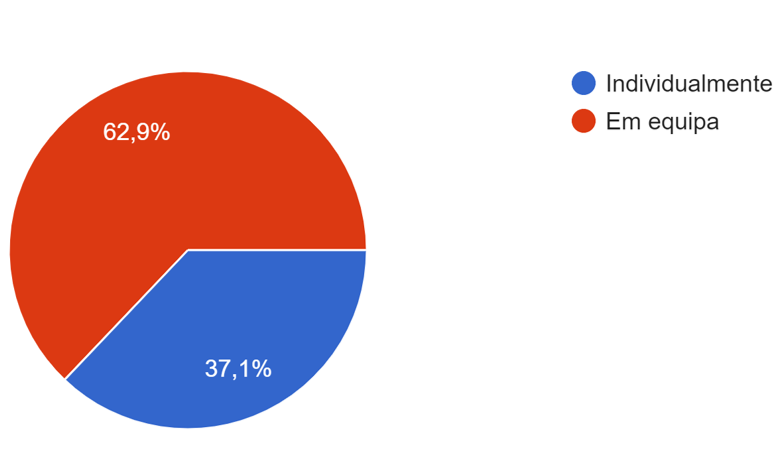 Individualmente
Em equipa
62,9%
37,1%